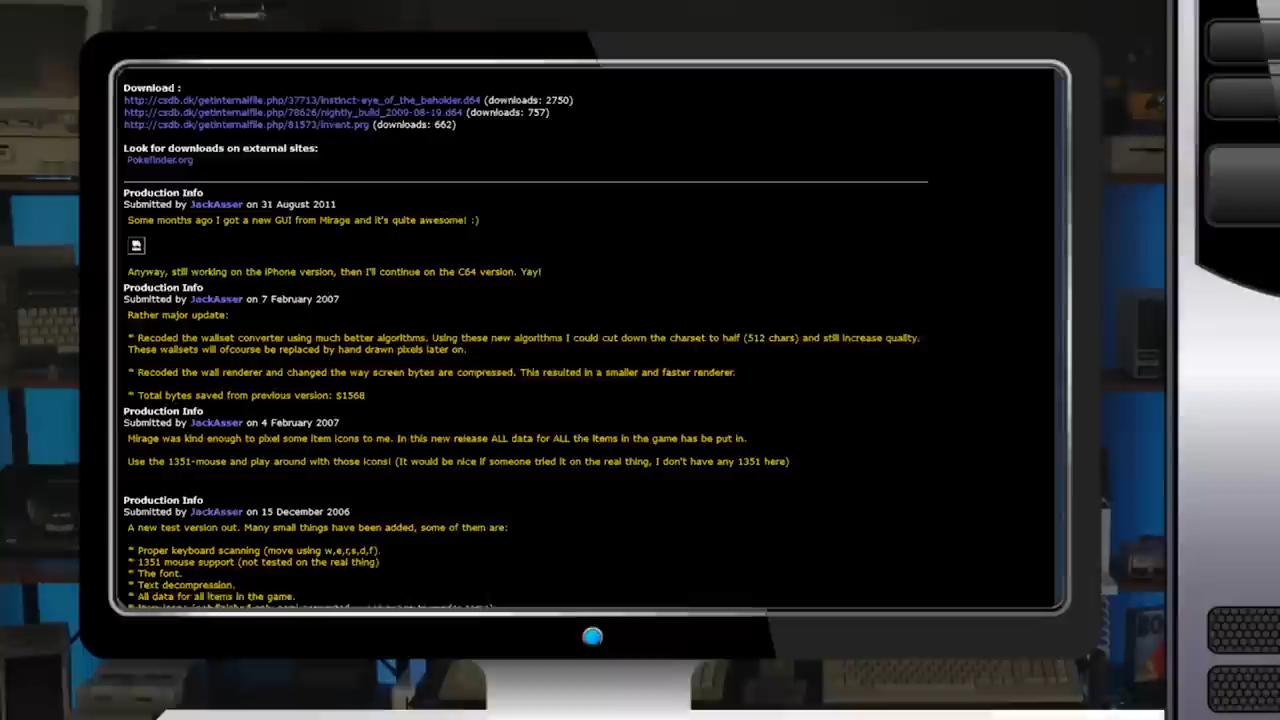 Download :
http://csdb.dk/getinternalfile.php/37713/instinct-eye_of_the_beholder.d64 (downloads: 2750)
http://csdb.dk/getinternalfile.php/78626/nightly_build_2009-08-19.d64 (downloads: 757)
http://csdb.dk/getinternalfile.php/81573/invent.prg (downloads: 662)
Look for downloads on external sites:
Pokefinder.org
Production Info
Submitted by JackAsser on 31 August 2011
Some months ago I got a new GUI from Mirage and it's quite awesome! :)
Anyway, still working on the iPhone version, then I'll continue on the C64 version. Yay!
Production Info
Submitted by JackAsser on 7 February 2007
Rather major update:
* Recoded the wallset converter using much better algorithms. Using these new algorithms I could cut down the charset to half (512 chars) and still increase quality.
These wallsets will ofcourse be replaced by hand drawn pixels later on.
* Recoded the wall renderer and changed the way screen bytes are compressed. This resulted in a smaller and faster renderer.
* Total bytes saved from previous version: $1568
Production Info
Submitted by JackAsser on 4 February 2007
Mirage was kind enough to pixel some item icons to me. In this new release ALL data for ALL the items in the game has be put in.
Use the 1351-mouse and play around with those icons! (It would be nice if someone tried it on the real thing, I don't have any 1351 here)
Production Info
Submitted by JackAsser on 15 December 2006
A new test version out. Many small things have been added, some of them are:
* Proper keyboard scanning (move using w,e,r,s,d,f).
* 1351 mouse support (not tested on the real thing)
* The font.
* Text decompression.
* All data for all items in the game.